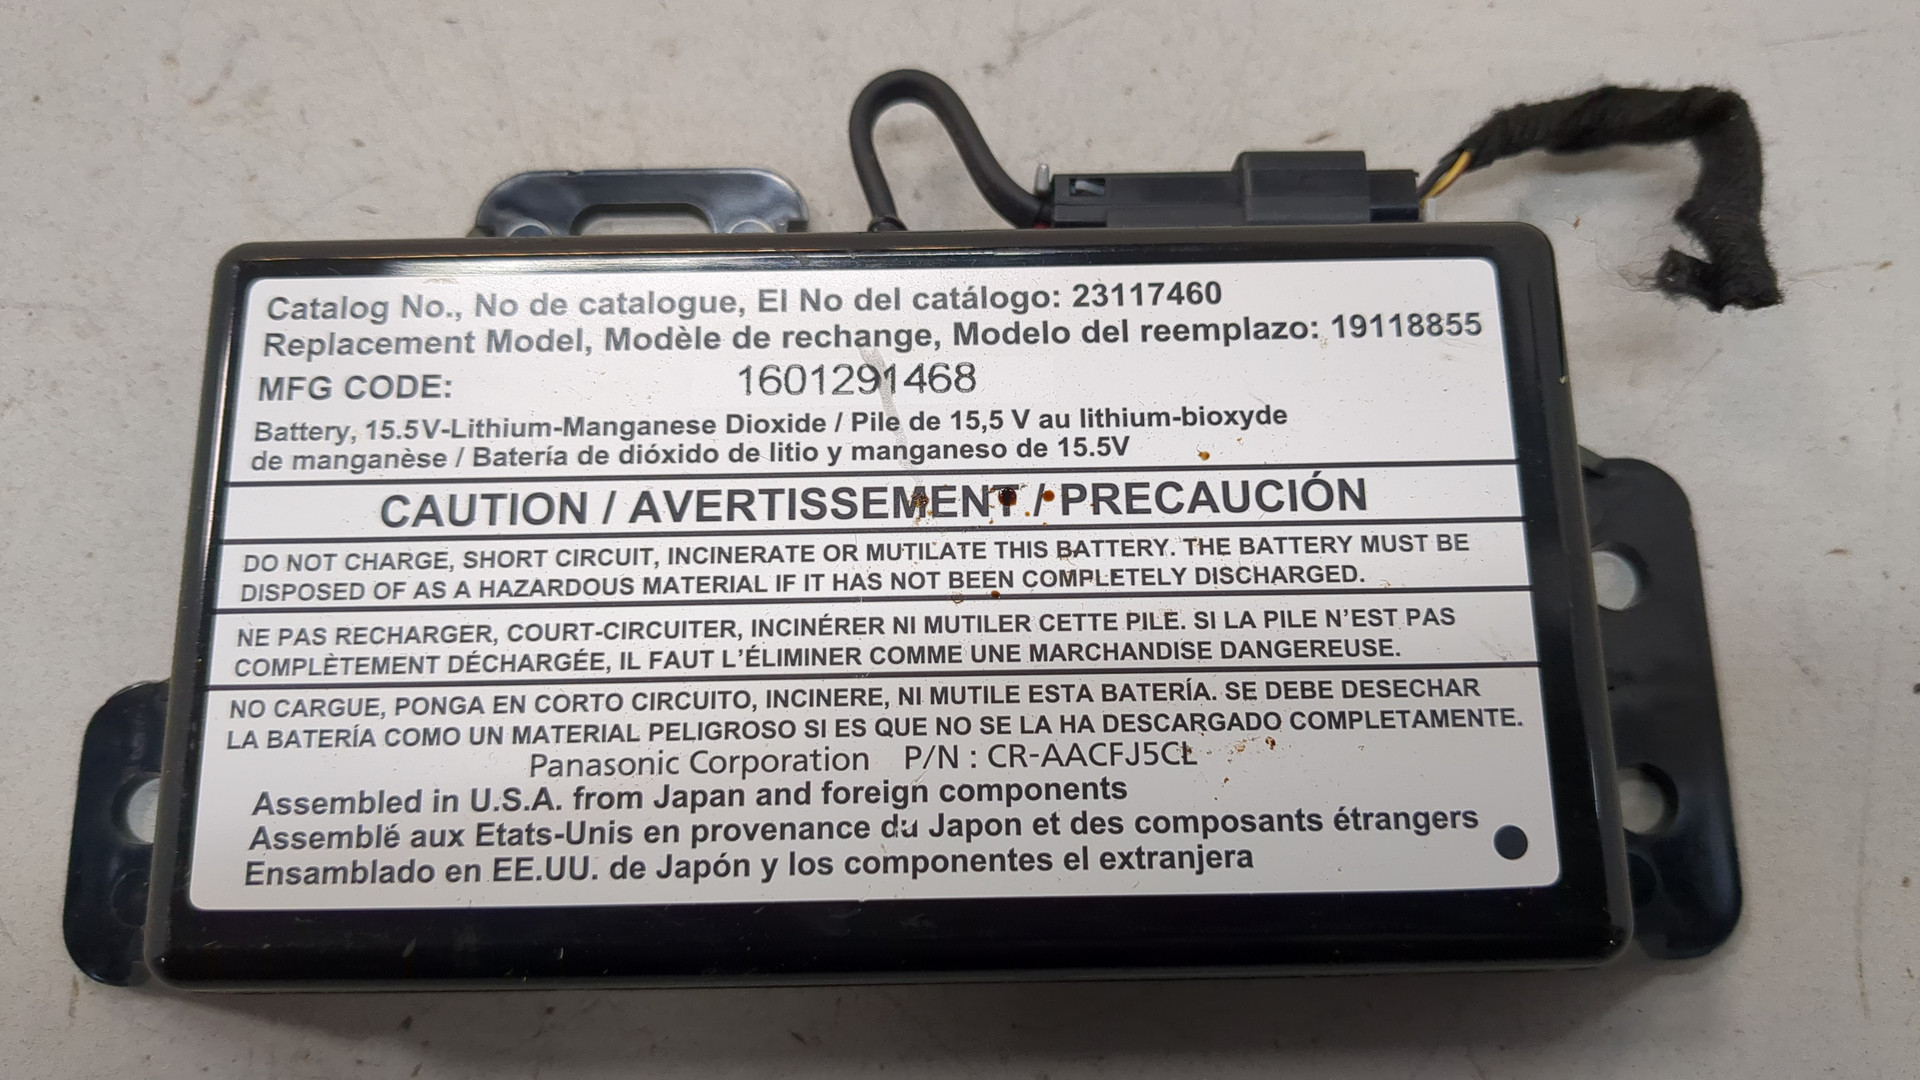 Catalog No., No de catalogue, El No del catálogo: 23117460
Replacement Model, Modèle de rechange, Modelo del reemplazo: 19118855
MFG CODE: 1601291468
Battery, 15.5V-Lithium-Manganese Dioxide / Pile de 15,5 V au lithium-bioxyde
de manganèse / Batería de dióxido de litio y manganeso de 15.5V
CAUTION / AVERTISSEMENT / PRECAUCIÓN
DO NOT CHARGE, SHORT CIRCUIT, INCINERATE OR MUTILATE THIS BATTERY. THE BATTERY MUST BE
DISPOSED OF AS A HAZARDOUS MATERIAL IF IT HAS NOT BEEN COMPLETELY DISCHARGED.
NE PAS RECHARGER, COURT-CIRCUITER, INCINÉRER NI MUTILER CETTE PILE. SI LA PILE N'EST PAS
COMPLÈTEMENT DÉCHARGÉE, IL FAUT L'ÉLIMINER COMME UNE MARCHANDISE DANGEREUSE.
NO CARGUE, PONGA EN CORTO CIRCUITO, INCINERE, NI MUTILE ESTA BATERÍA. SE DEBE DESECHAR
LA BATERÍA COMO UN MATERIAL PELIGROSO SI ES QUE NO SE LA HA DESCARGADO COMPLETAMENTE.
Panasonic Corporation P/N : CR-AACFJ5CL
Assembled in U.S.A. from Japan and foreign components
Assemblé aux Etats-Unis en provenance du Japon et des composants étrangers
Ensamblado en EE.UU. de Japón y los componentes el extranjera